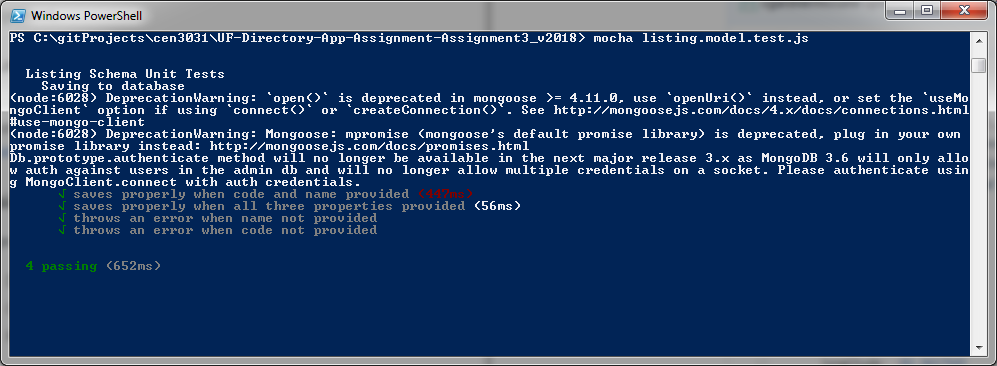 Windows PowerShell
PS C:\gitProjects\cen3031\UF-Directory-App-Assignment-Assignment3_v2018> mocha listing.model.test.js
Listing Schema Unit Tests
Saving to database
(node:6028) DeprecationWarning: `open()` is deprecated in mongoose >= 4.11.0, use `openUri()` instead, or set the `useMo
ngoClient` option if using `connect()` or `createConnection()`. See http://mongoosejs.com/docs/4.x/docs/connections.html
#use-mongo-client
(node:6028) DeprecationWarning: Mongoose: mpromise (mongoose's default promise library) is deprecated, plug in your own
promise library instead: http://mongoosejs.com/docs/promises.html
Db.prototype.authenticate method will no longer be available in the next major release 3.x as MongoDB 3.6 will only allo
w auth against users in the admin db and will no longer allow multiple credentials on a socket. Please authenticate usin
g MongoClient.connect with auth credentials.
√ saves properly when code and name provided (447ms)
√ saves properly when all three properties provided (56ms)
√ throws an error when name not provided
√ throws an error when code not provided
4 passing (652ms)